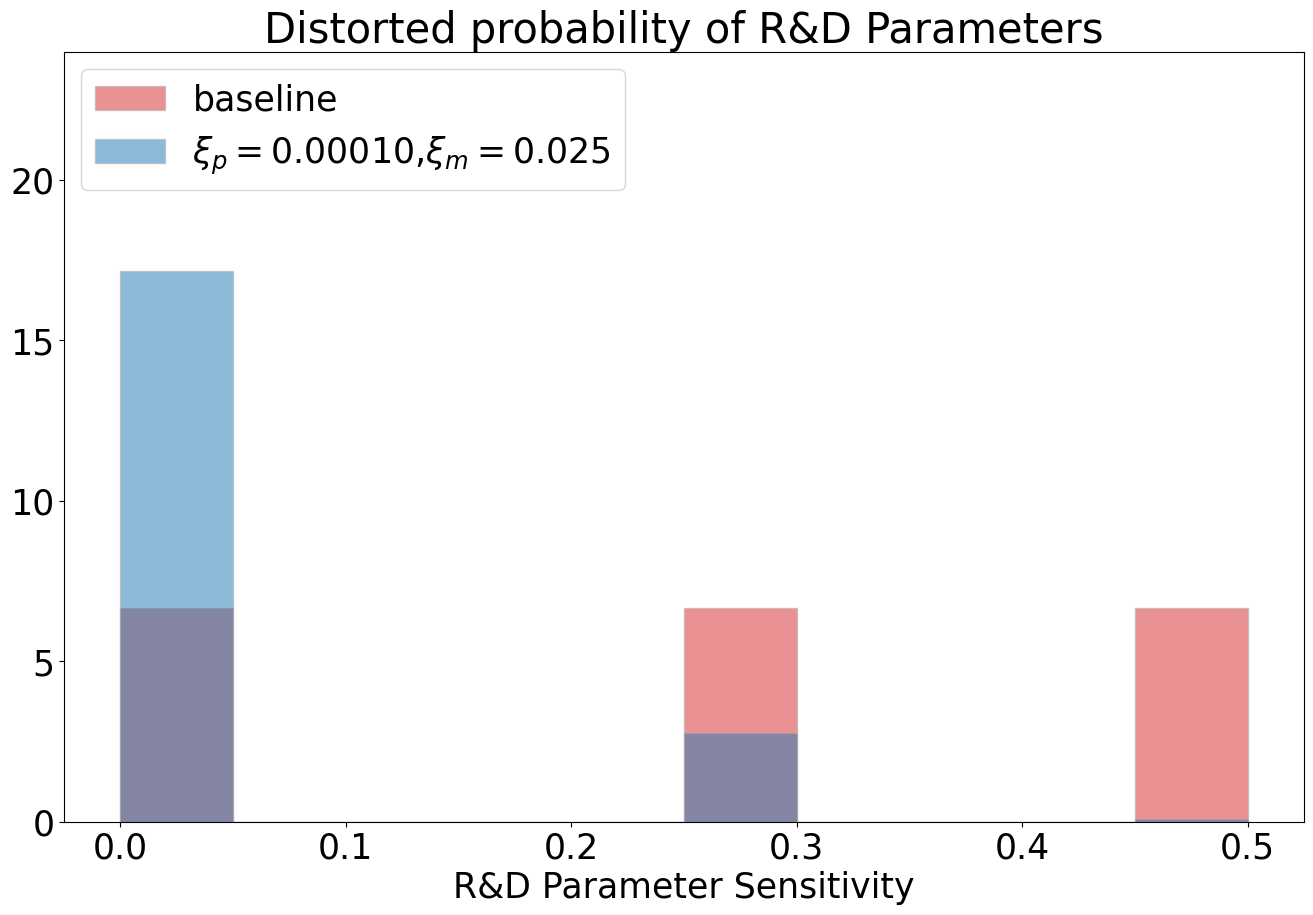 Distorted probability of R&D Parameters
baseline
ξₚ = 0.00010,ξₘ = 0.025
20
15
10
5
0
0.0 0.1 0.2 0.3 0.4 0.5
R&D Parameter Sensitivity